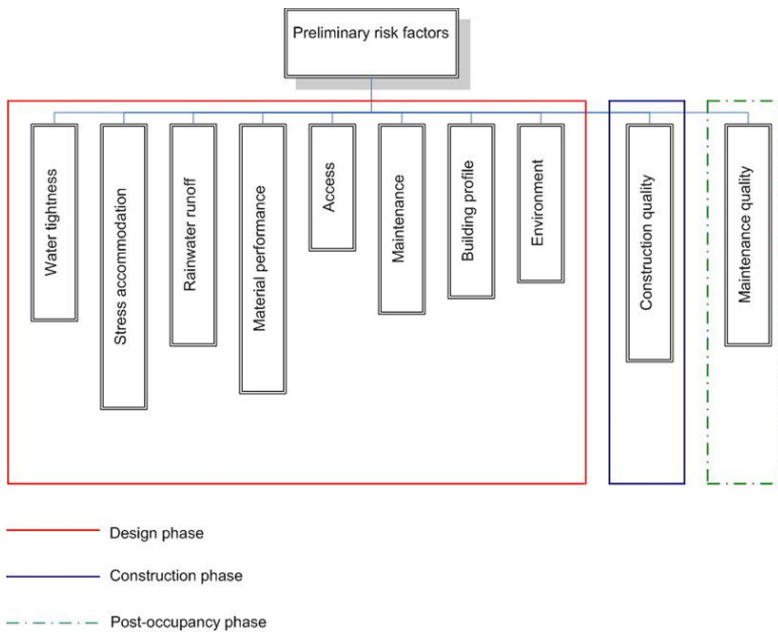 Preliminary risk factors
Water tightness
Stress accommodation
Rainwater runoff
Material performance
Access
Maintenance
Building profile
Environment
Construction quality
Maintenance quality
Design phase
Construction phase
Post-occupancy phase